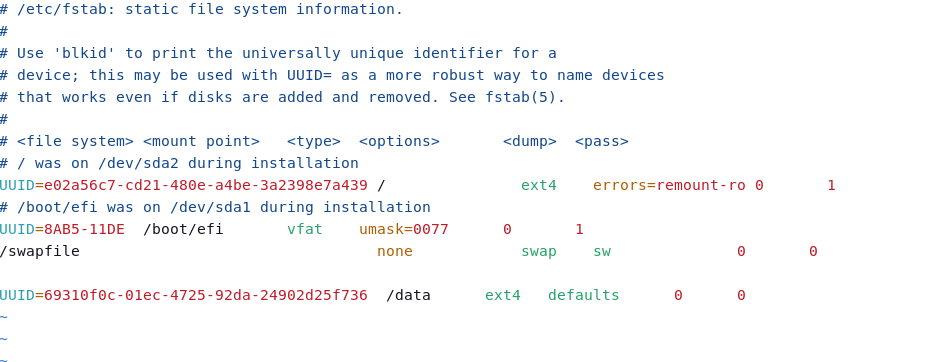 # /etc/fstab: static file system information.
#
# Use 'blkid' to print the universally unique identifier for a
# device; this may be used with UUID= as a more robust way to name devices
# that works even if disks are added and removed. See fstab(5).
#
# <file system> <mount point>   <type>  <options>       <dump>  <pass>
# / was on /dev/sda2 during installation
UUID=e02a56c7-cd21-480e-a4be-3a2398e7a439 /               ext4    errors=remount-ro 0       1
# /boot/efi was on /dev/sda1 during installation
UUID=8AB5-11DE  /boot/efi       vfat    umask=0077      0       1
/swapfile                                 none            swap    sw              0       0

UUID=69310f0c-01ec-4725-92da-24902d25f736  /data      ext4   defaults      0      0
~
~
~